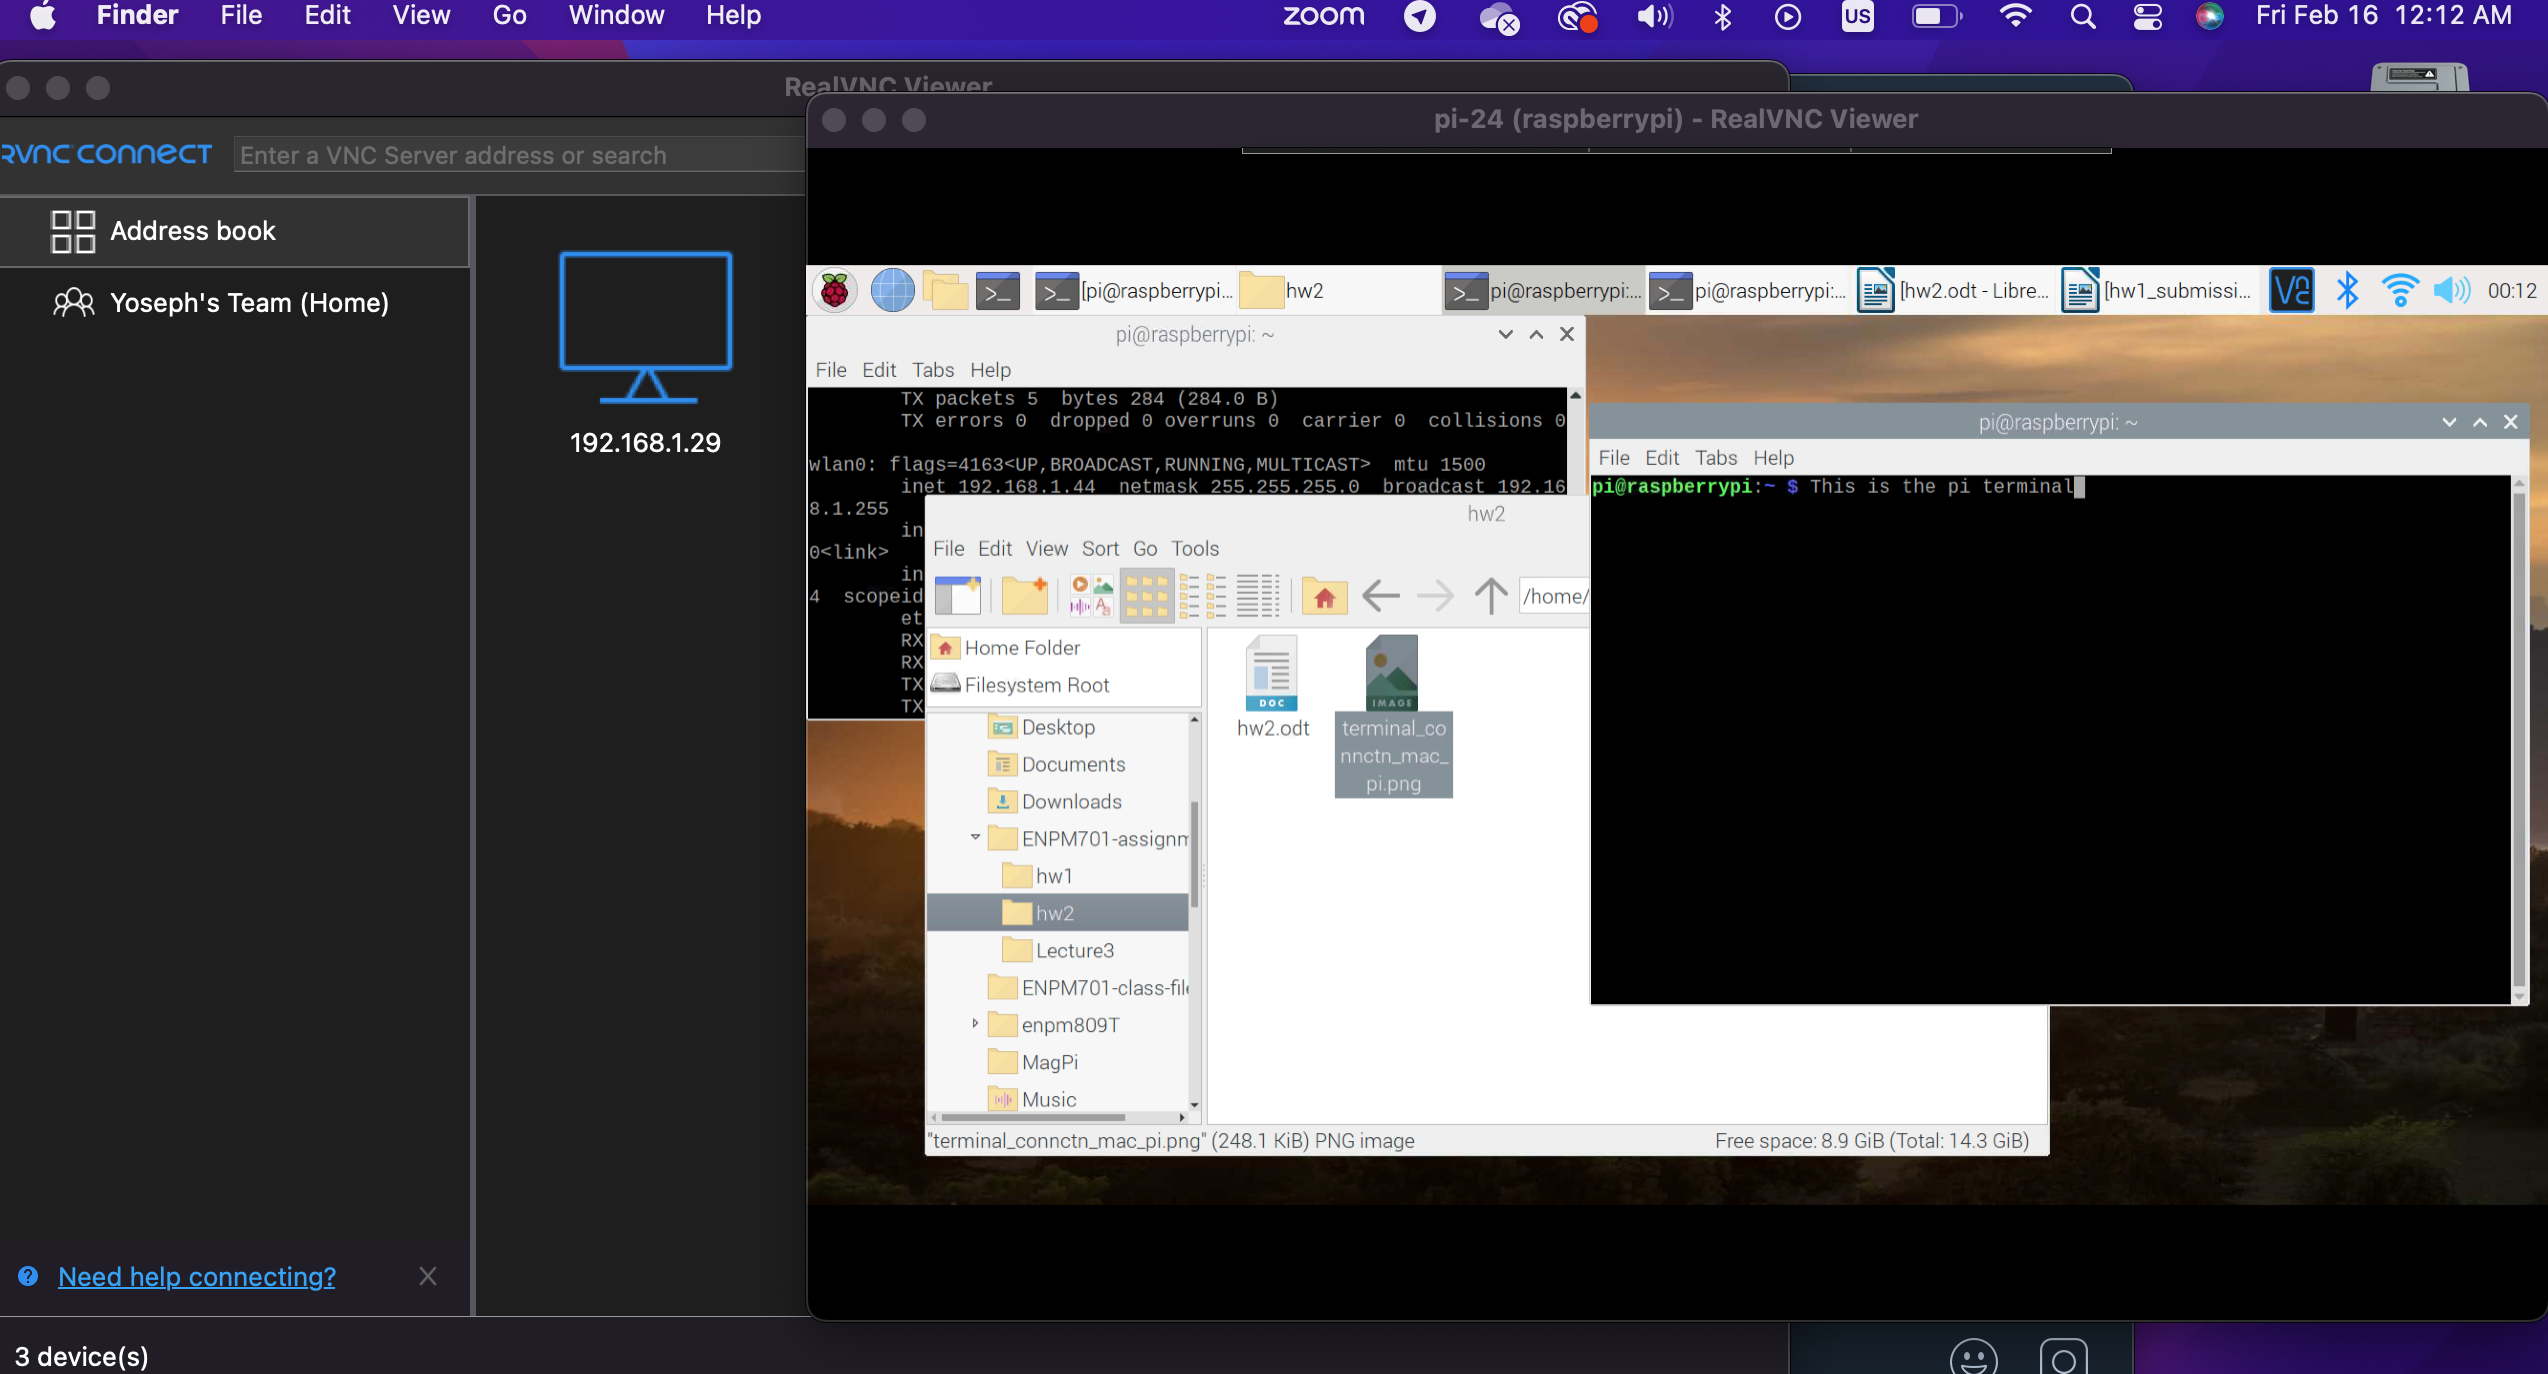 Finder File Edit View Go Window Help
zoom US Fri Feb 16 12:12 AM
RealVNC Viewer
pi-24 (raspberrypi) - RealVNC Viewer
RVNC CONNECT
Enter a VNC Server address or search
Address book
Yoseph's Team (Home)
192.168.1.29
Need help connecting?
3 device(s)
[pi@raspberrypi... hw2 pi@raspberrypi:... pi@raspberrypi:... [hw2.odt - Libre... [hw1_submissi... 00:12
pi@raspberrypi: ~
File Edit Tabs Help
TX packets 5 bytes 284 (284.0 B)
TX errors 0 dropped 0 overruns 0 carrier 0 collisions 0
wlan0: flags=4163<UP,BROADCAST,RUNNING,MULTICAST> mtu 1500
inet 192.168.1.44 netmask 255.255.255.0 broadcast 192.16
8.1.255
in
0<link>
in
4 scopeid
et
RX
RX
TX
TX
hw2
File Edit View Sort Go Tools
/home/
Home Folder
Filesystem Root
Desktop
Documents
Downloads
ENPM701-assignm
hw1
hw2
Lecture3
ENPM701-class-file
enpm809T
MagPi
Music
DOC
hw2.odt
IMAGE
terminal_co
nnctn_mac_
pi.png
"terminal_connctn_mac_pi.png" (248.1 KiB) PNG image
Free space: 8.9 GiB (Total: 14.3 GiB)
pi@raspberrypi: ~
File Edit Tabs Help
pi@raspberrypi:~ $ This is the pi terminal